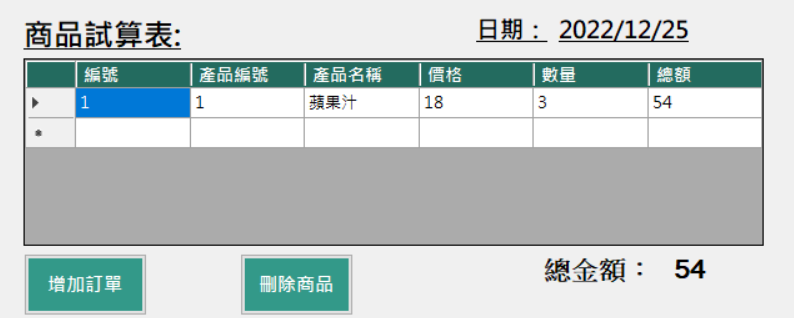 商品試算表:
日期： 2022/12/25
編號 產品編號 產品名稱 價格 數量 總額
1 1 蘋果汁 18 3 54
增加訂單 刪除商品 總金額： 54